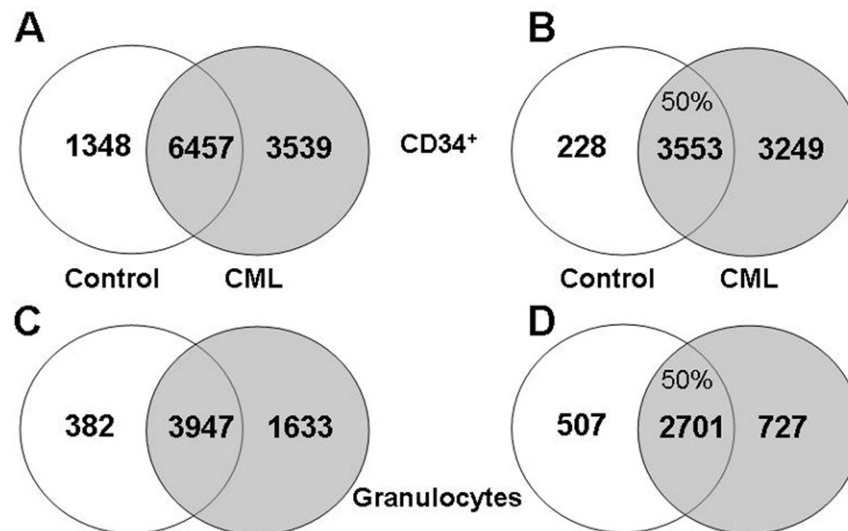 A
B
50%
1348 6457 3539
CD34+
228 3553 3249
Control CML
Control CML
C
D
50%
382 3947 1633
507 2701 727
Granulocytes